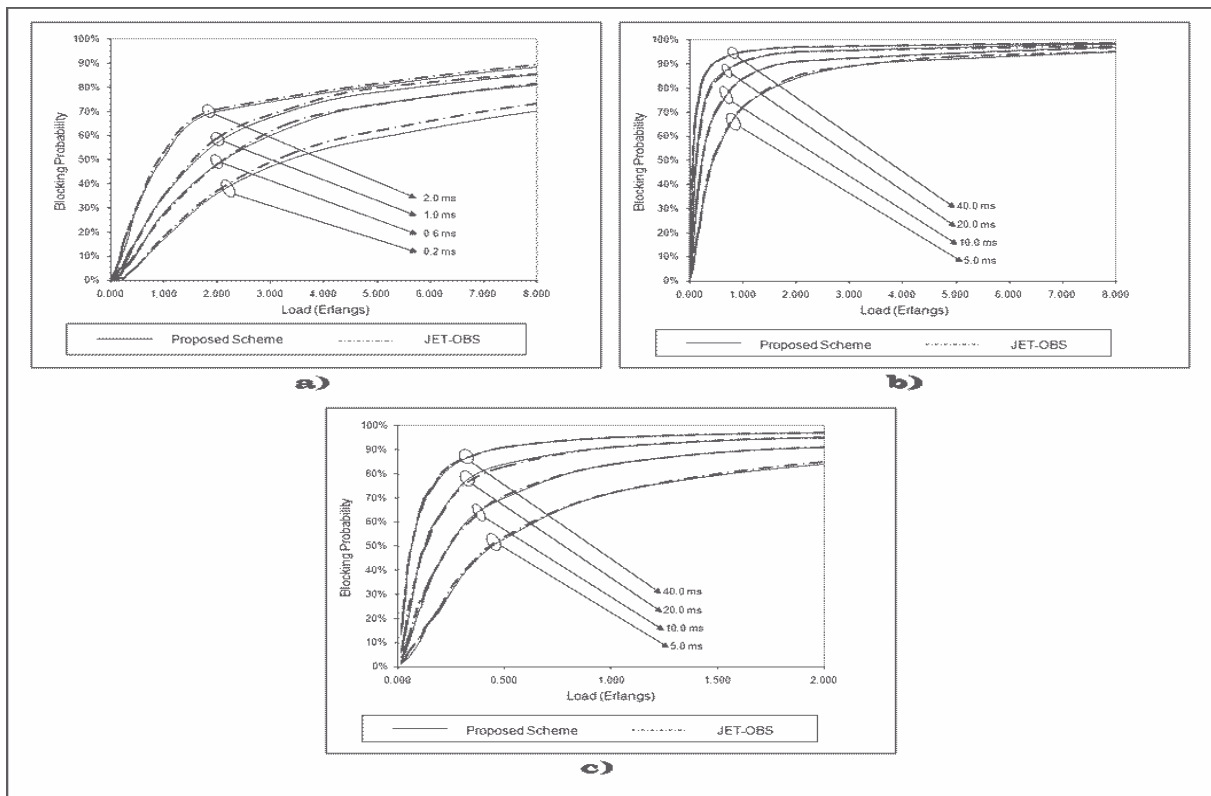 Blocking Probability
100%
90%
80%
70%
60%
50%
40%
30%
20%
10%
0%
2.0 ms
1.0 ms
0.6 ms
0.2 ms
0.000 1.000 2.000 3.000 4.000 5.000 6.000 7.000 8.000
Load (Erlangs)
Proposed Scheme JET-OBS
a)
Blocking Probability
100%
90%
80%
70%
60%
50%
40%
30%
20%
10%
0%
40.0 ms
20.0 ms
10.0 ms
5.0 ms
0.000 1.000 2.000 3.000 4.000 5.000 6.000 7.000 8.000
Load (Erlangs)
Proposed Scheme JET-OBS
b)
Blocking Probability
100%
90%
80%
70%
60%
50%
40%
30%
20%
10%
0%
40.0 ms
20.0 ms
10.0 ms
5.0 ms
0.000 0.500 1.000 1.500 2.000
Load (Erlangs)
Proposed Scheme JET-OBS
c)